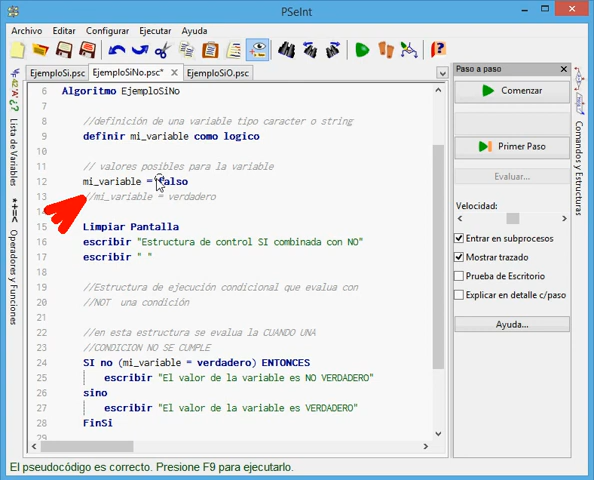 PSeInt
Archivo Editar Configurar Ejecutar Ayuda
EjemploSi.psc EjemploSiNo.psc* EjemploSiO.psc
Lista de Variables
Operadores y Funciones
6 Algoritmo EjemploSiNo
7
8 //definición de una variable tipo caracter o string
9 definir mi_variable como logico
10
11 // valores posibles para la variable
12 mi_variable = falso
13 //mi_variable = verdadero
15 Limpiar Pantalla
16 escribir "Estructura de control SI combinada con NO"
17 escribir " "
18
19 //Estructura de ejecución condicional que evalua con
20 //NOT una condición
21
22 //en esta estructura se evalua la CUANDO UNA
23 //CONDICION NO SE CUMPLE
24 SI no (mi_variable = verdadero) ENTONCES
25 escribir "El valor de la variable es NO VERDADERO"
26 sino
27 escribir "El valor de la variable es VERDADERO"
28 FinSi
29
Paso a paso
Comenzar
Primer Paso
Evaluar...
Velocidad:
Entrar en subprocesos
Mostrar trazado
Prueba de Escritorio
Explicar en detalle c/paso
Ayuda...
Comandos y Estructuras
El pseudocódigo es correcto. Presione F9 para ejecutarlo.